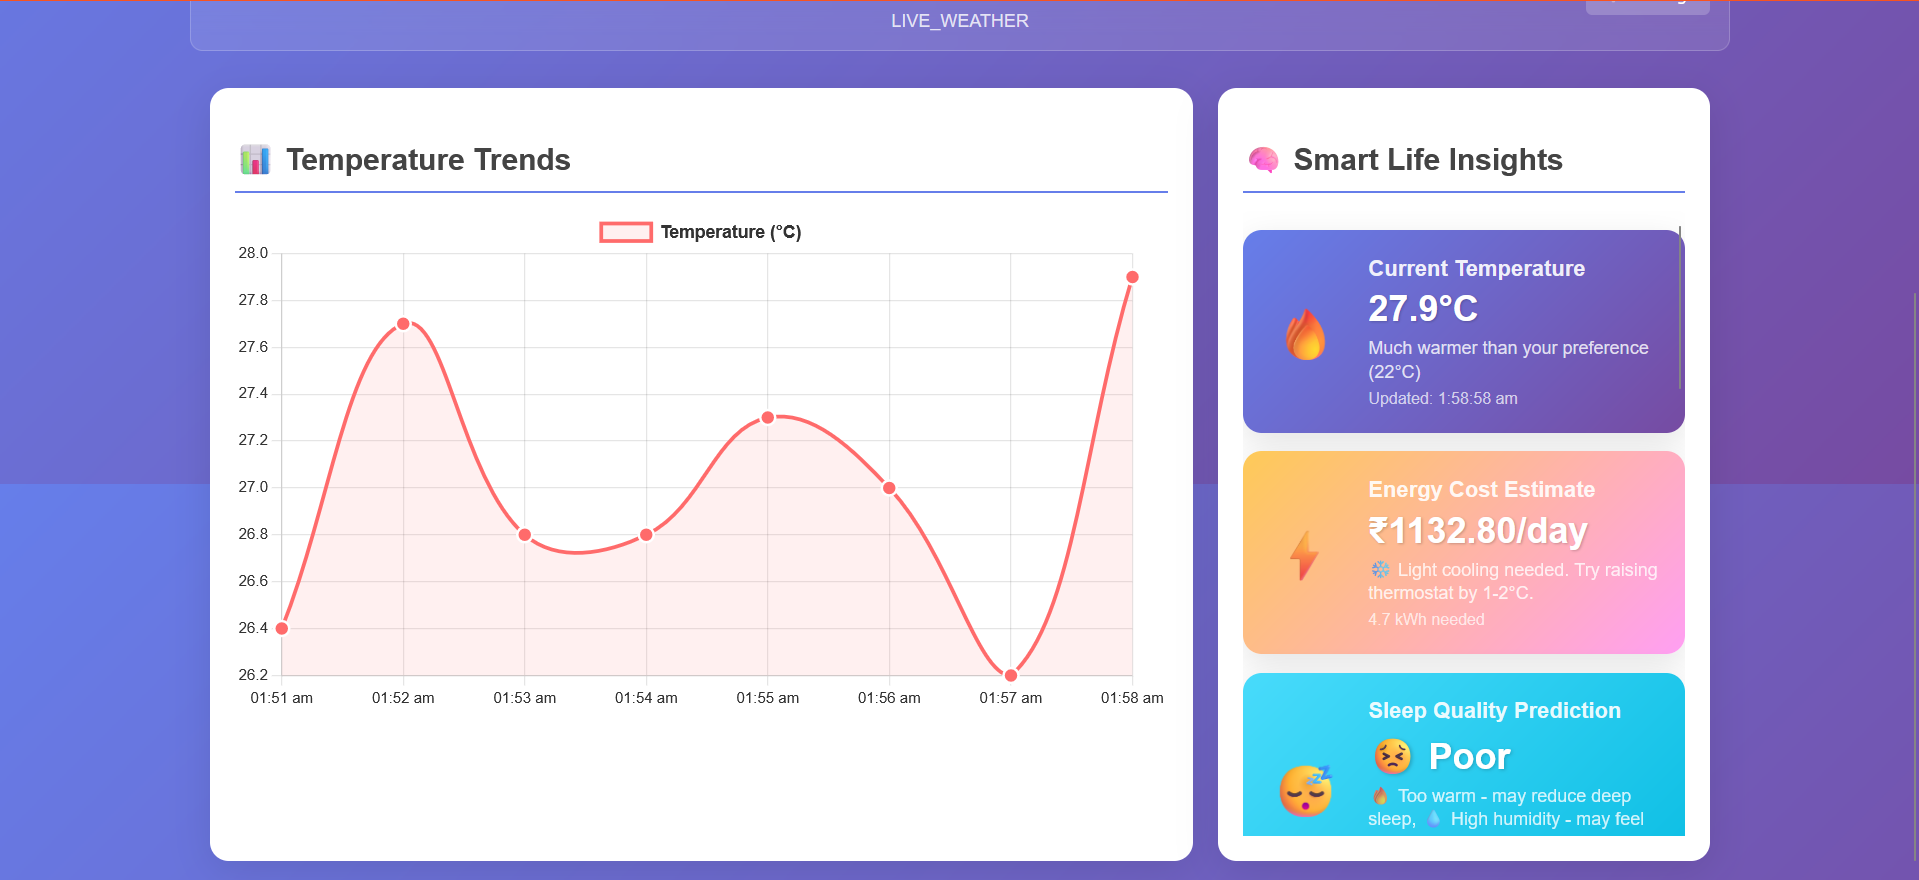 LIVE_WEATHER
Temperature Trends
Temperature (°C)
28.0
27.8
27.6
27.4
27.2
27.0
26.8
26.6
26.4
26.2
01:51 am 01:52 am 01:53 am 01:54 am 01:55 am 01:56 am 01:57 am 01:58 am
Smart Life Insights
Current Temperature
27.9°C
Much warmer than your preference
(22°C)
Updated: 1:58:58 am
Energy Cost Estimate
₹1132.80/day
Light cooling needed. Try raising
thermostat by 1-2°C.
4.7 kWh needed
Sleep Quality Prediction
Poor
Too warm - may reduce deep
sleep, High humidity - may feel